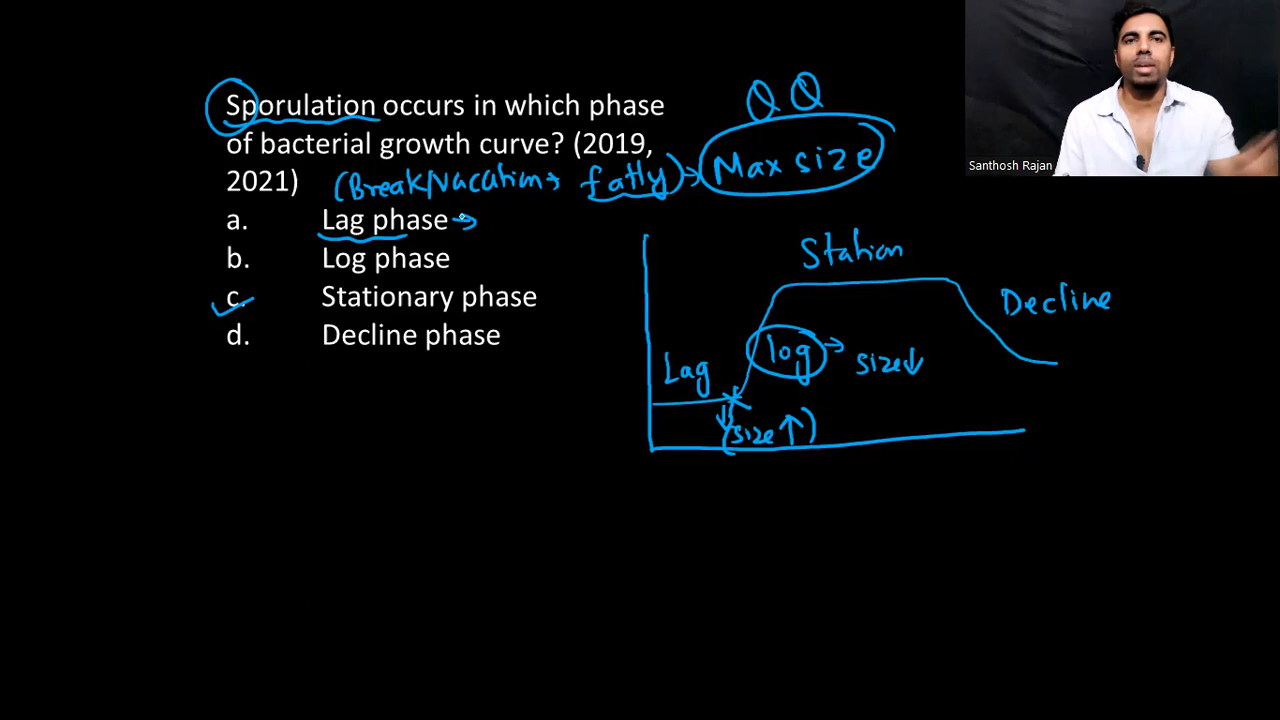 Sporulation occurs in which phase
of bacterial growth curve? (2019,
2021)
(Break/Vacation → fatty) → Max size
a. Lag phase →
b. Log phase
c. Stationary phase
d. Decline phase
Station
Decline
Lag
log → size↓
(size ↑)
Santhosh Rajan